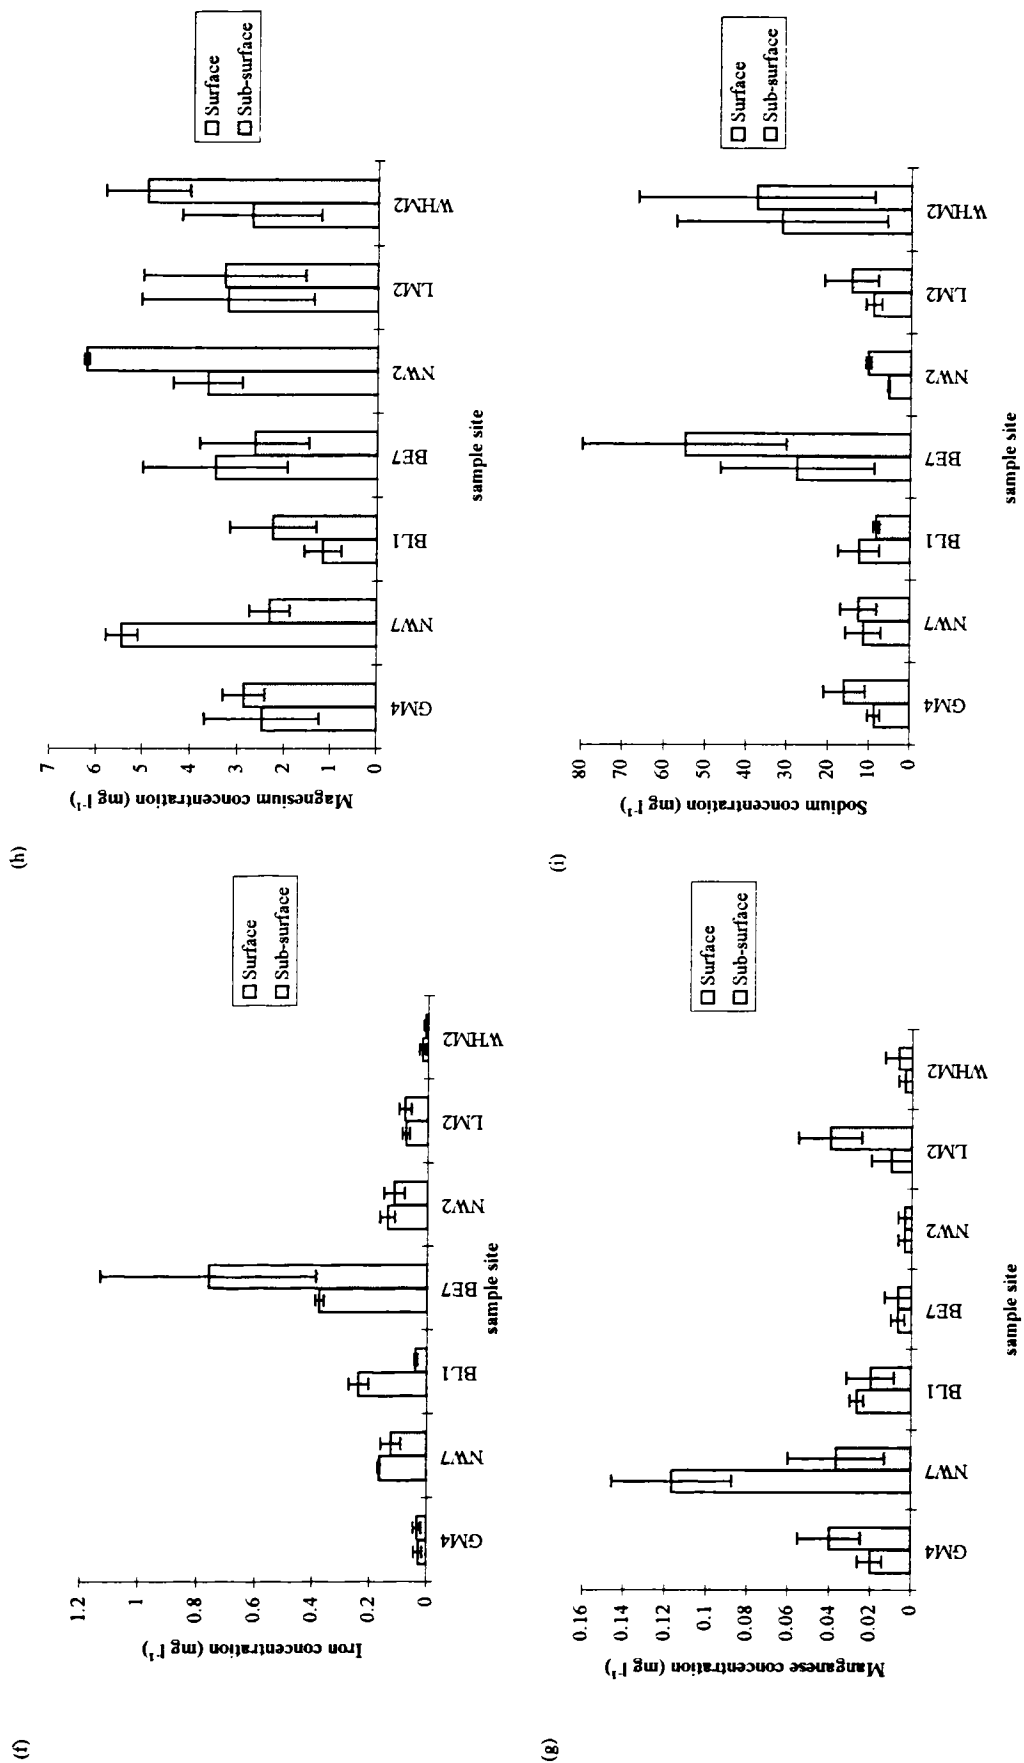 (f)
1.2
1
0.8
0.6
0.4
0.2
0
Iron concentration (mg l⁻¹)
GM4
NW7
BL1
BE7
NW2
LM2
WHM2
sample site
Surface
Sub-surface
(h)
7
6
5
4
3
2
1
0
Magnesium concentration (mg l⁻¹)
GM4
NW7
BL1
BE7
NW2
LM2
WHM2
sample site
Surface
Sub-surface
(g)
0.16
0.14
0.12
0.1
0.08
0.06
0.04
0.02
0
Manganese concentration (mg l⁻¹)
GM4
NW7
BL1
BE7
NW2
LM2
WHM2
sample site
Surface
Sub-surface
(i)
80
70
60
50
40
30
20
10
0
Sodium concentration (mg l⁻¹)
GM4
NW7
BL1
BE7
NW2
LM2
WHM2
sample site
Surface
Sub-surface